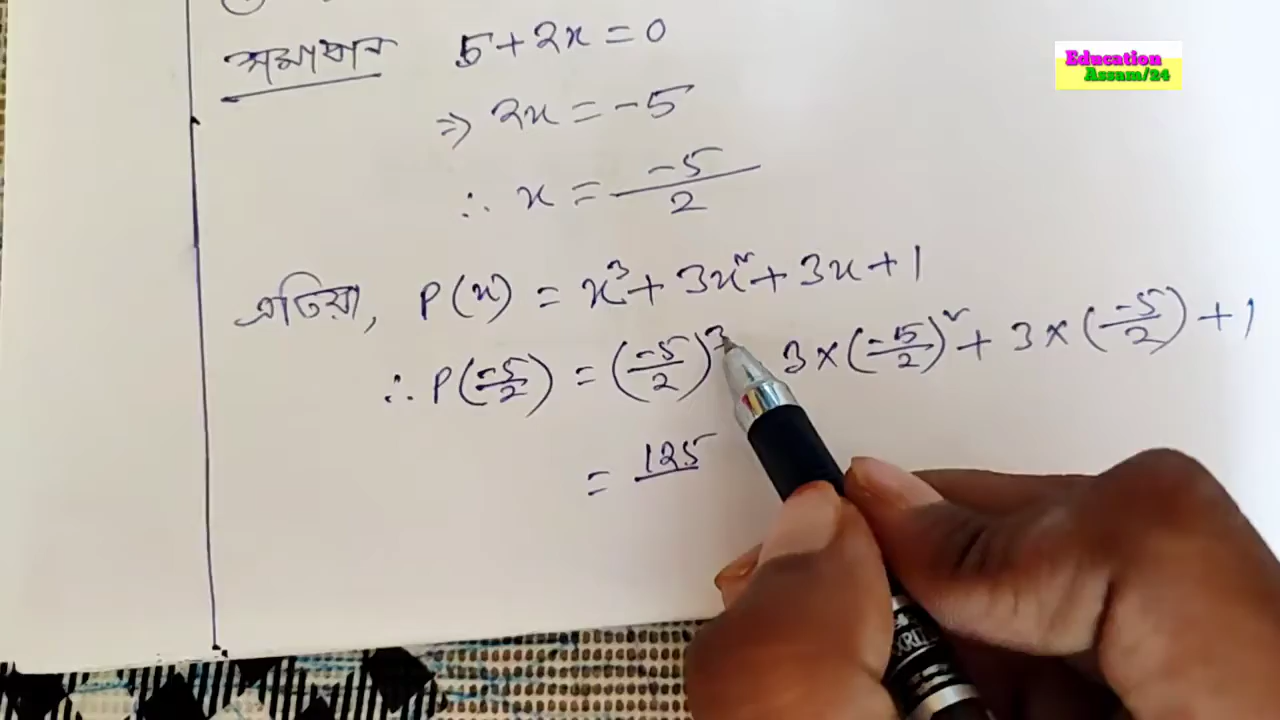 সমাধান 5+2x=0
⇒ 2x=-5
∴ x = -5/2
এতিয়া, P(x) = x³+3x²+3x+1
∴ P(-5/2) = (-5/2)³ 3×(-5/2)²+3×(-5/2)+1
= 125
Education
Assam/24